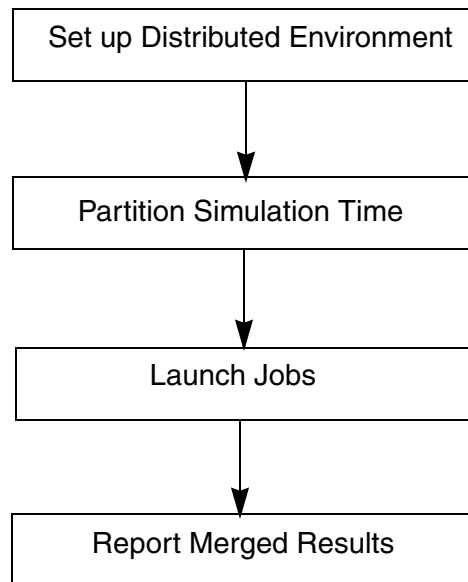 Set up Distributed Environment
Partition Simulation Time
Launch Jobs
Report Merged Results